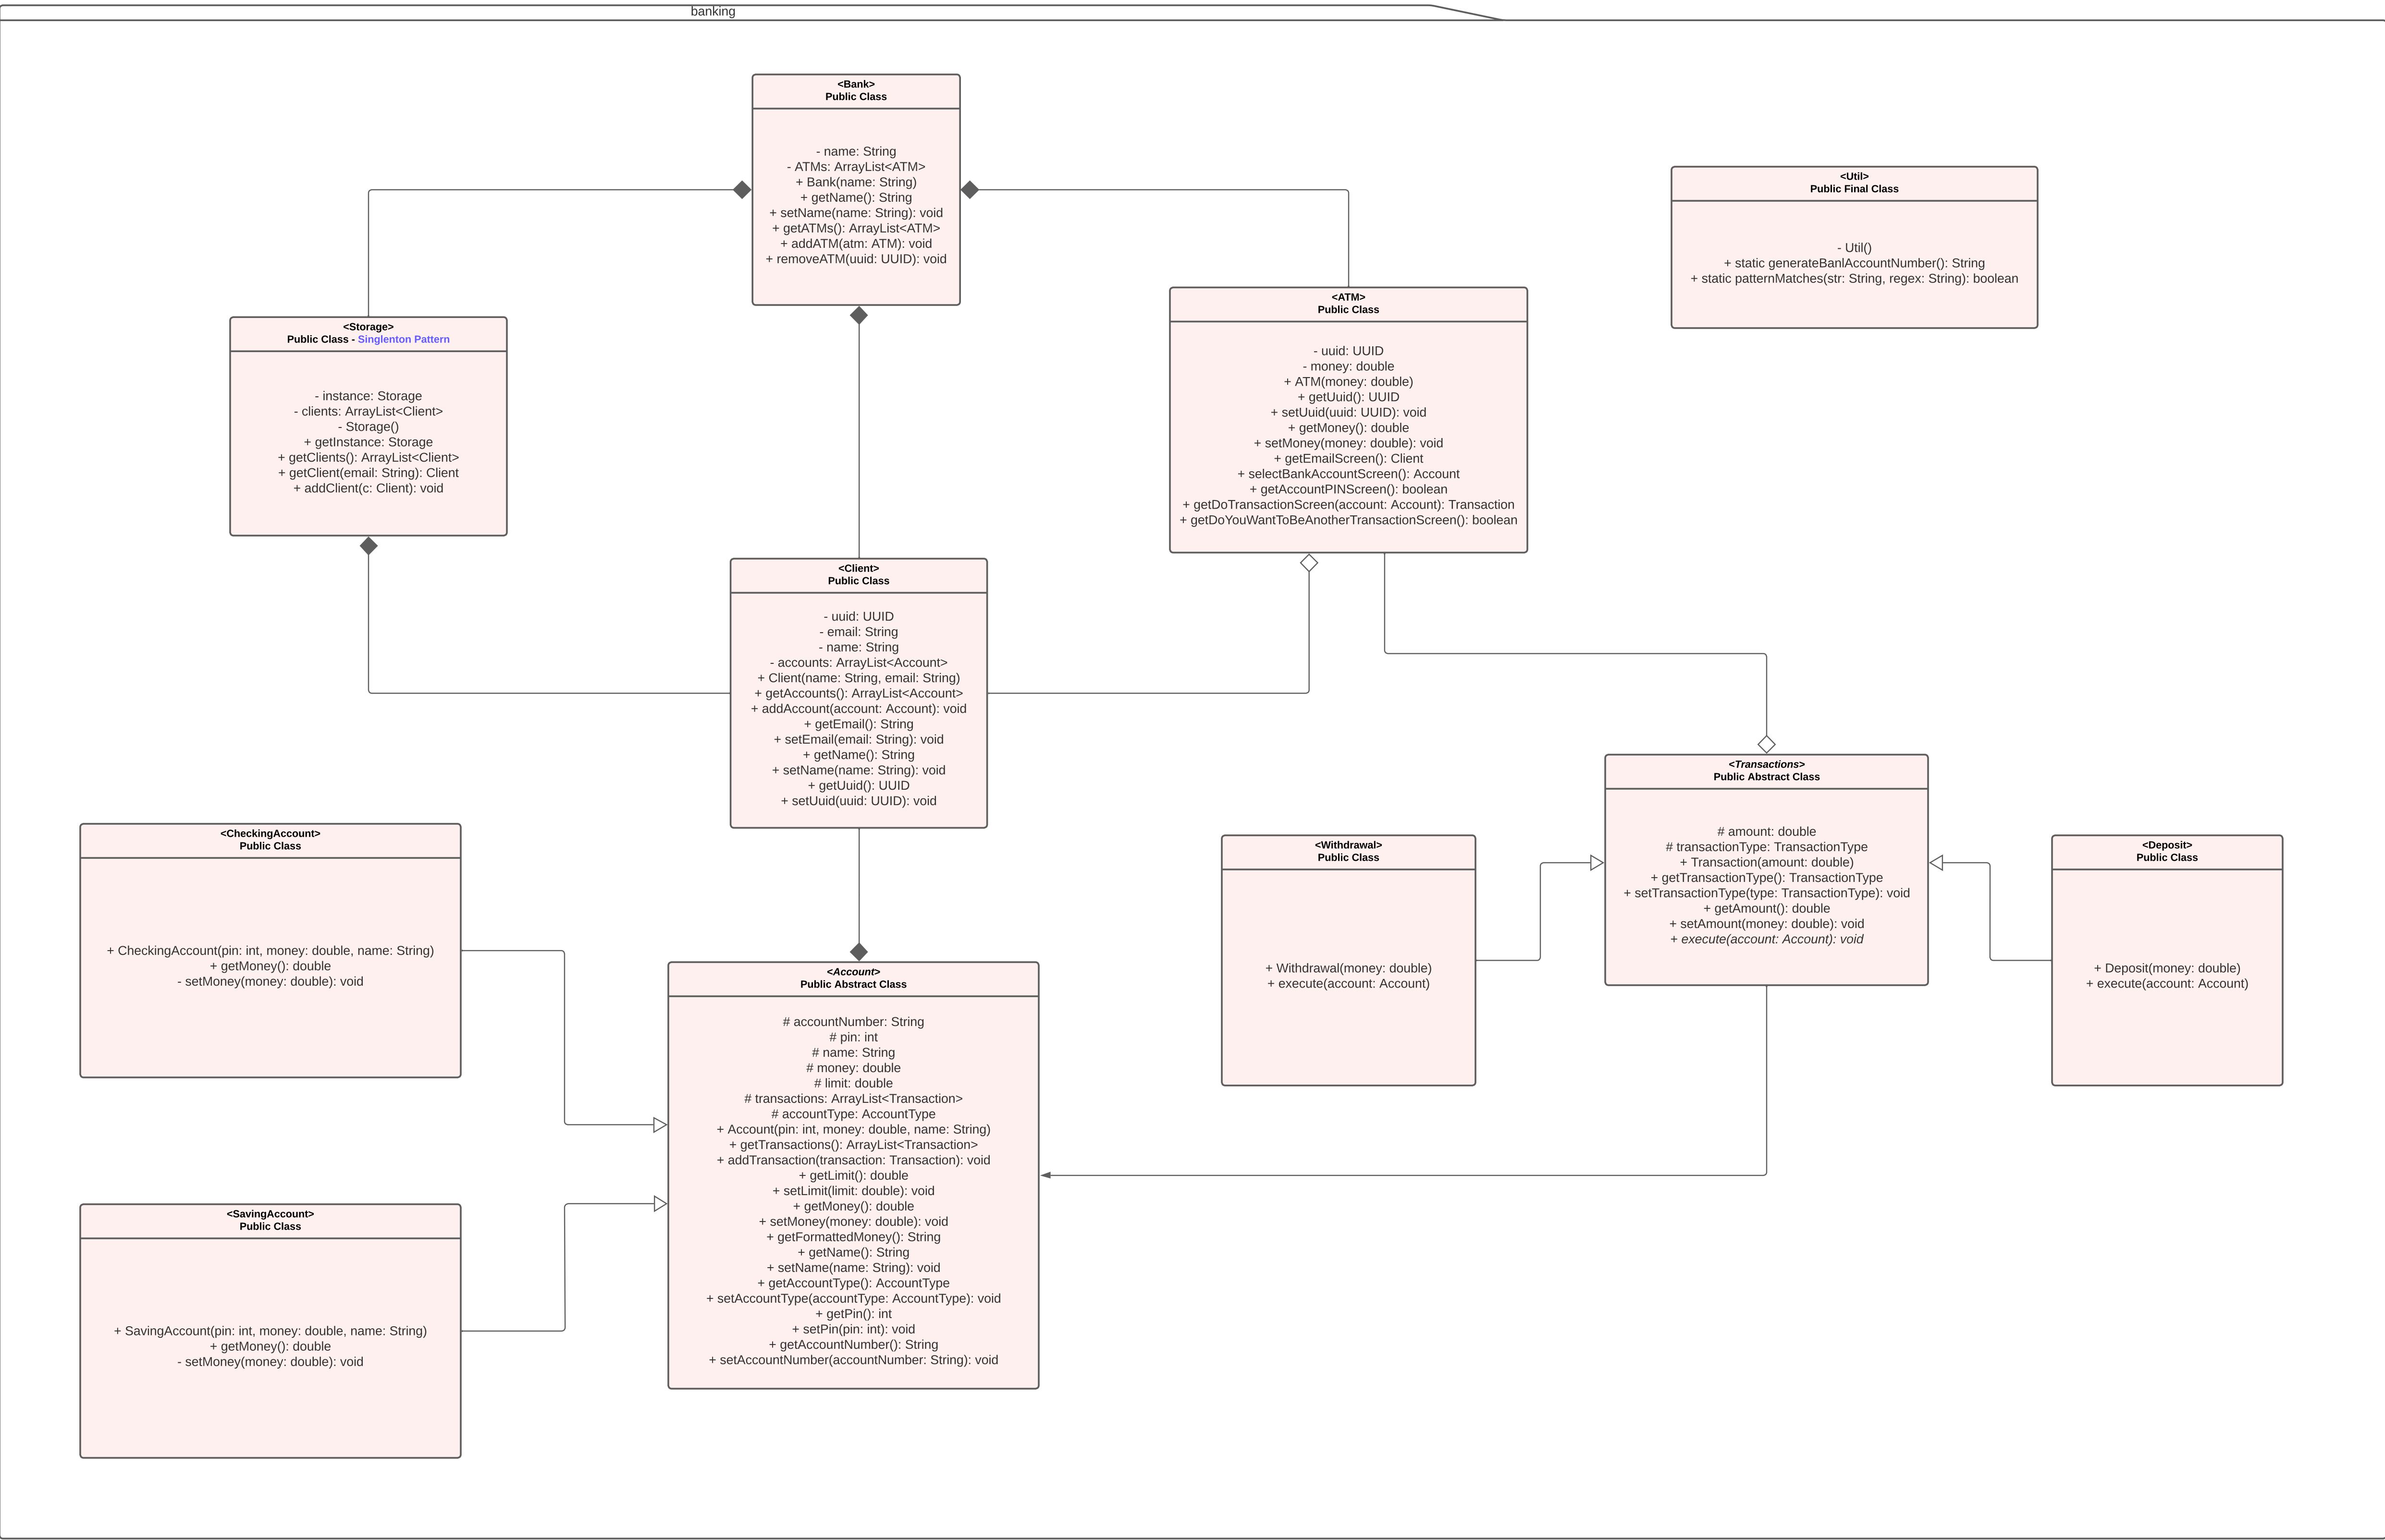 banking
<Bank>
Public Class
- name: String
- ATMs: ArrayList<ATM>
+ Bank(name: String)
+ getName(): String
+ setName(name: String): void
+ getATMs(): ArrayList<ATM>
+ addATM(atm: ATM): void
+ removeATM(uuid: UUID): void
<Util>
Public Final Class
- Util()
+ static generateBanlAccountNumber(): String
+ static patternMatches(str: String, regex: String): boolean
<Storage>
Public Class - Singlenton Pattern
- instance: Storage
- clients: ArrayList<Client>
- Storage()
+ getInstance: Storage
+ getClients(): ArrayList<Client>
+ getClient(email: String): Client
+ addClient(c: Client): void
<ATM>
Public Class
- uuid: UUID
- money: double
+ ATM(money: double)
+ getUuid(): UUID
+ setUuid(uuid: UUID): void
+ getMoney(): double
+ setMoney(money: double): void
+ getEmailScreen(): Client
+ selectBankAccountScreen(): Account
+ getAccountPINScreen(): boolean
+ getDoTransactionScreen(account: Account): Transaction
+ getDoYouWantToBeAnotherTransactionScreen(): boolean
<Client>
Public Class
- uuid: UUID
- email: String
- name: String
- accounts: ArrayList<Account>
+ Client(name: String, email: String)
+ getAccounts(): ArrayList<Account>
+ addAccount(account: Account): void
+ getEmail(): String
+ setEmail(email: String): void
+ getName(): String
+ setName(name: String): void
+ getUuid(): UUID
+ setUuid(uuid: UUID): void
<Transactions>
Public Abstract Class
# amount: double
# transactionType: TransactionType
+ Transaction(amount: double)
+ getTransactionType(): TransactionType
+ setTransactionType(type: TransactionType): void
+ getAmount(): double
+ setAmount(money: double): void
+ execute(account: Account): void
<CheckingAccount>
Public Class
+ CheckingAccount(pin: int, money: double, name: String)
+ getMoney(): double
- setMoney(money: double): void
<Withdrawal>
Public Class
+ Withdrawal(money: double)
+ execute(account: Account)
<Deposit>
Public Class
+ Deposit(money: double)
+ execute(account: Account)
<Account>
Public Abstract Class
# accountNumber: String
# pin: int
# name: String
# money: double
# limit: double
# transactions: ArrayList<Transaction>
# accountType: AccountType
+ Account(pin: int, money: double, name: String)
+ getTransactions(): ArrayList<Transaction>
+ addTransaction(transaction: Transaction): void
+ getLimit(): double
+ setLimit(limit: double): void
+ getMoney(): double
+ setMoney(money: double): void
+ getFormattedMoney(): String
+ getName(): String
+ setName(name: String): void
+ getAccountType(): AccountType
+ setAccountType(accountType: AccountType): void
+ getPin(): int
+ setPin(pin: int): void
+ getAccountNumber(): String
+ setAccountNumber(accountNumber: String): void
<SavingAccount>
Public Class
+ SavingAccount(pin: int, money: double, name: String)
+ getMoney(): double
- setMoney(money: double): void